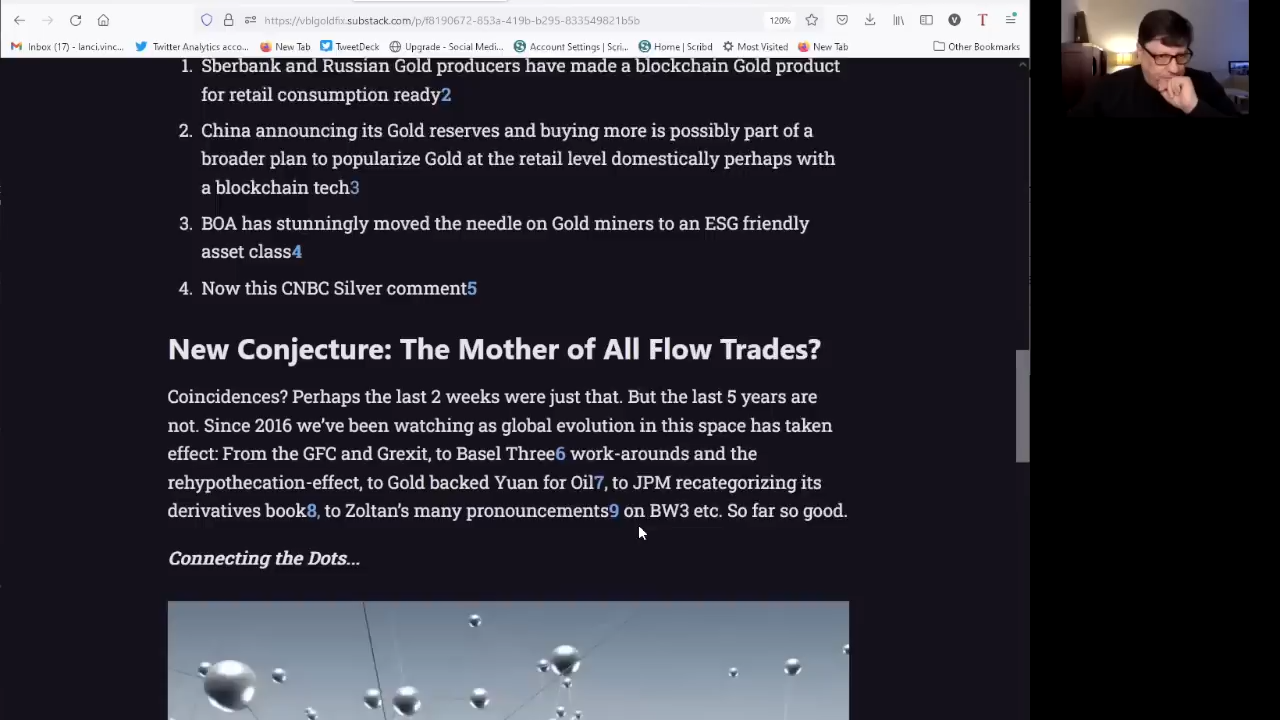 https://vblgoldfix.substack.com/p/f8190672-853a-419b-b295-833549821b5b
120%
Inbox (17) - lanci.vinc...
Twitter Analytics acco...
New Tab
TweetDeck
Upgrade - Social Medi...
Account Settings | Scri...
Home | Scribd
Most Visited
New Tab
Other Bookmarks
1. Sberbank and Russian Gold producers have made a blockchain Gold product
for retail consumption ready2
2. China announcing its Gold reserves and buying more is possibly part of a
broader plan to popularize Gold at the retail level domestically perhaps with
a blockchain tech3
3. BOA has stunningly moved the needle on Gold miners to an ESG friendly
asset class4
4. Now this CNBC Silver comment5
New Conjecture: The Mother of All Flow Trades?
Coincidences? Perhaps the last 2 weeks were just that. But the last 5 years are
not. Since 2016 we've been watching as global evolution in this space has taken
effect: From the GFC and Grexit, to Basel Three6 work-arounds and the
rehypothecation-effect, to Gold backed Yuan for Oil7, to JPM recategorizing its
derivatives book8, to Zoltan's many pronouncements9 on BW3 etc. So far so good.
Connecting the Dots...